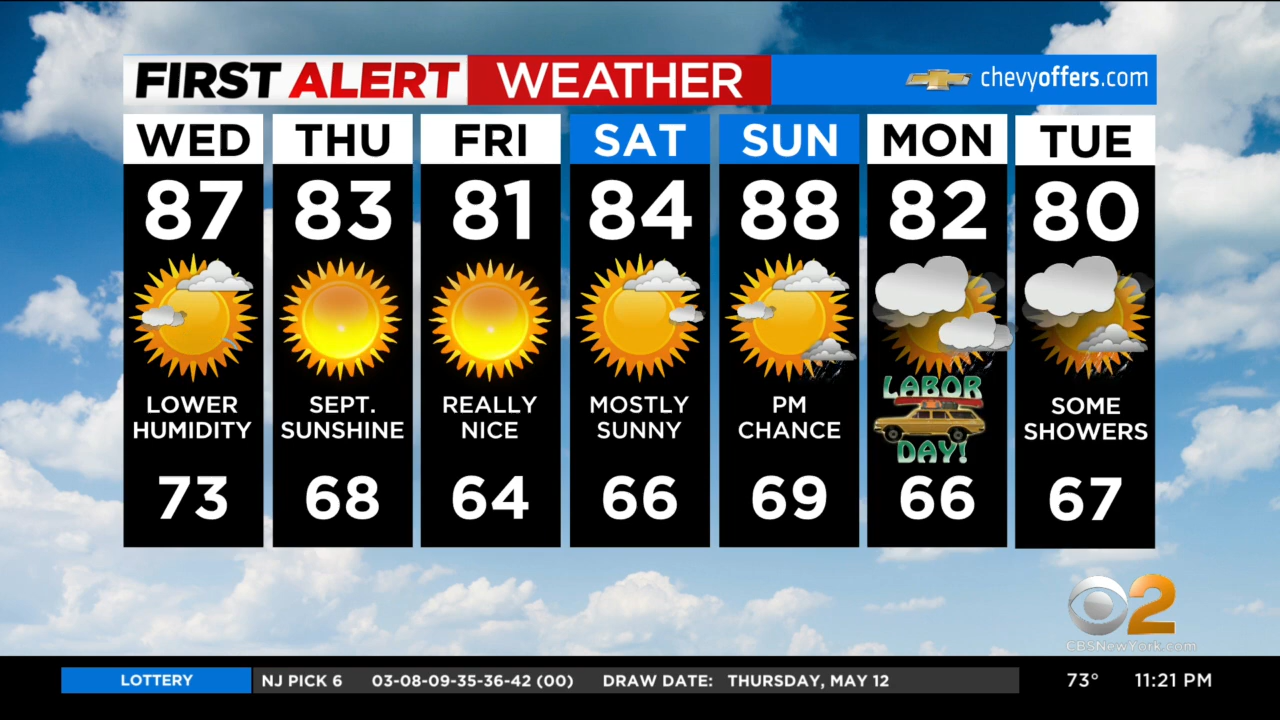 FIRST ALERT WEATHER
chevyoffers.com
WED
87
LOWER
HUMIDITY
73
THU
83
SEPT.
SUNSHINE
68
FRI
81
REALLY
NICE
64
SAT
84
MOSTLY
SUNNY
66
SUN
88
PM
CHANCE
69
MON
82
LABOR
DAY!
66
TUE
80
SOME
SHOWERS
67
2
CBSNewYork.com
LOTTERY NJ PICK 6 03-08-09-35-36-42 (00) DRAW DATE: THURSDAY, MAY 12 73° 11:21 PM